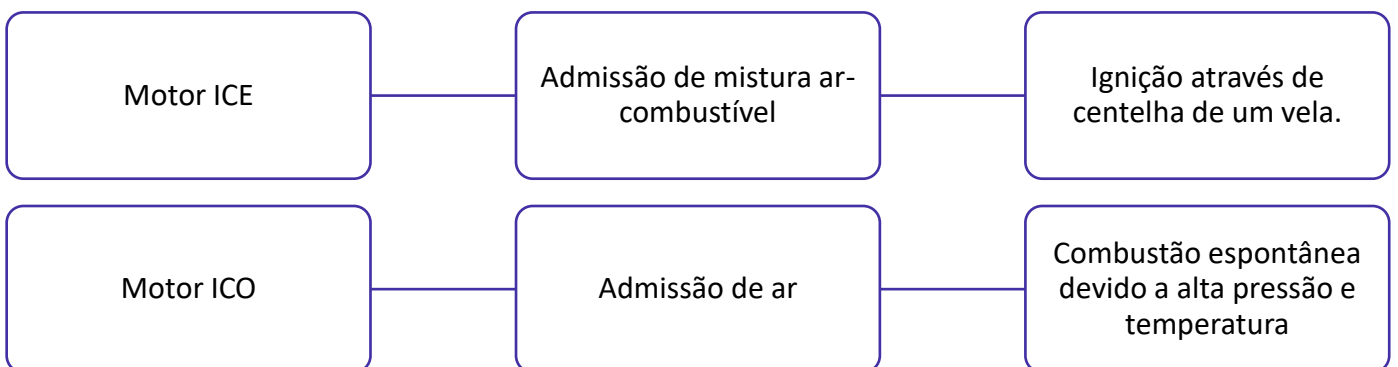 Motor ICE
Admissão de mistura ar-
combustível
Ignição através de
centelha de um vela.
Motor ICO
Admissão de ar
Combustão espontânea
devido a alta pressão e
temperatura